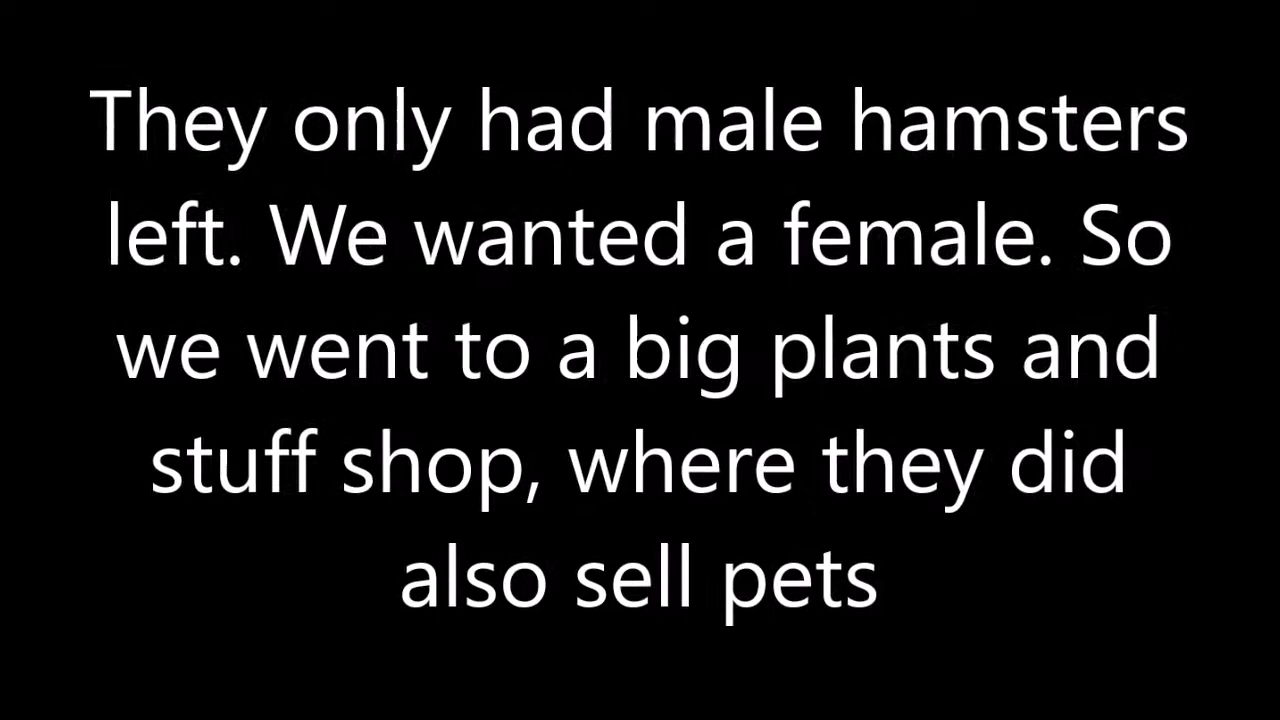 They only had male hamsters
left. We wanted a female. So
we went to a big plants and
stuff shop, where they did
also sell pets